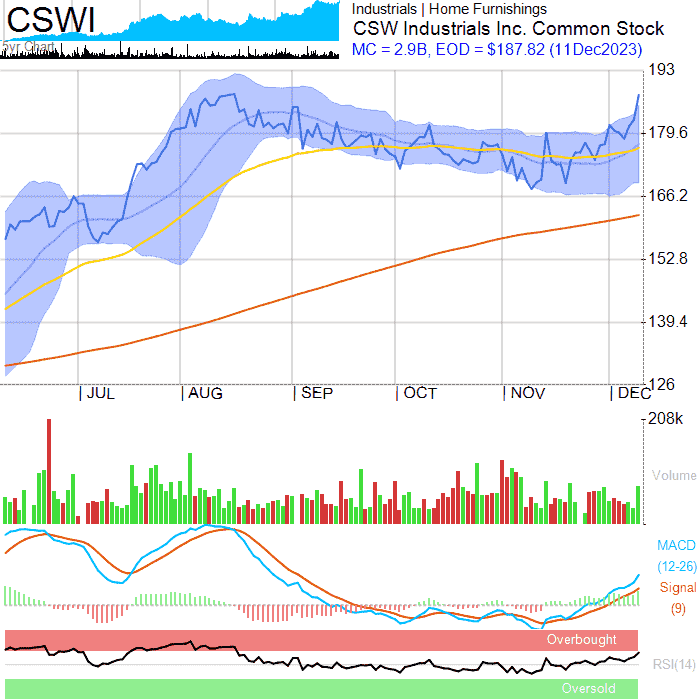 CSWI
5yr Chart
Industrials | Home Furnishings
CSW Industrials Inc. Common Stock
MC = 2.9B, EOD = $187.82 (11Dec2023)
193
179.6
166.2
152.8
139.4
126
JUL
AUG
SEP
OCT
NOV
DEC
208k
Volume
MACD
(12-26)
Signal
(9)
Overbought
RSI(14)
Oversold